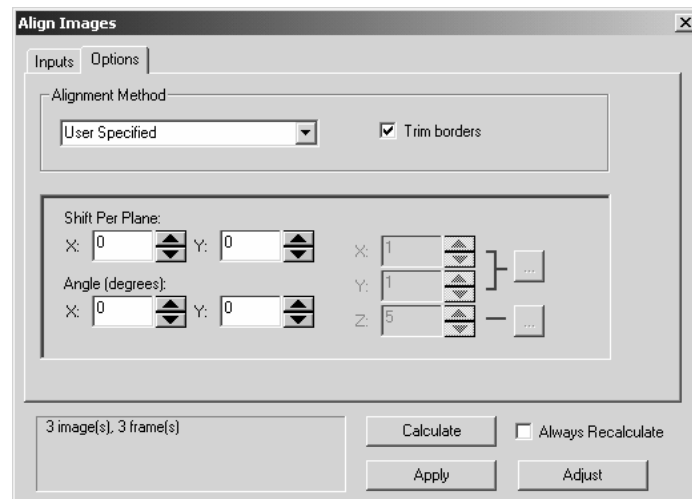 Align Images
Inputs Options
Alignment Method
User Specified Trim borders
Shift Per Plane:
X: 0 Y: 0
X: 1
Y: 1
Angle (degrees):
X: 0 Y: 0
Z: 5
...
...
3 image(s), 3 frame(s)
Calculate Always Recalculate
Apply Adjust